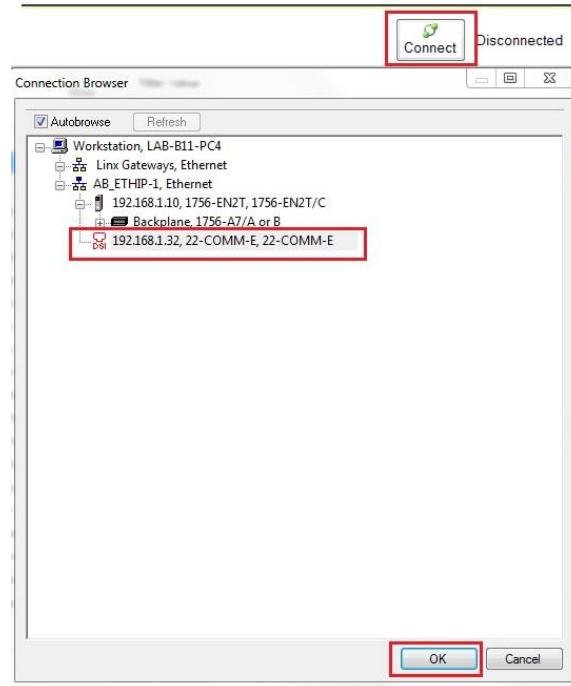 Connect
Disconnected
Connection Browser
Autobrowse
Refresh
Workstation, LAB-B11-PC4
Linx Gateways, Ethernet
AB_ETHIP-1, Ethernet
192.168.1.10, 1756-EN2T, 1756-EN2T/C
Backplane, 1756-A7/A or B
DSI
192.168.1.32, 22-COMM-E, 22-COMM-E
OK
Cancel